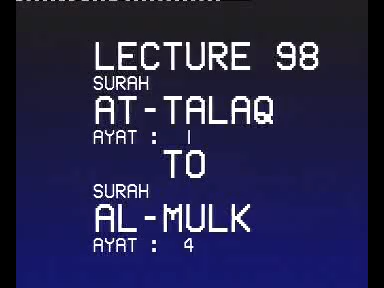 LECTURE 98
SURAH
AT-TALAQ
AYAT : 1
TO
SURAH
AL-MULK
AYAT : 4